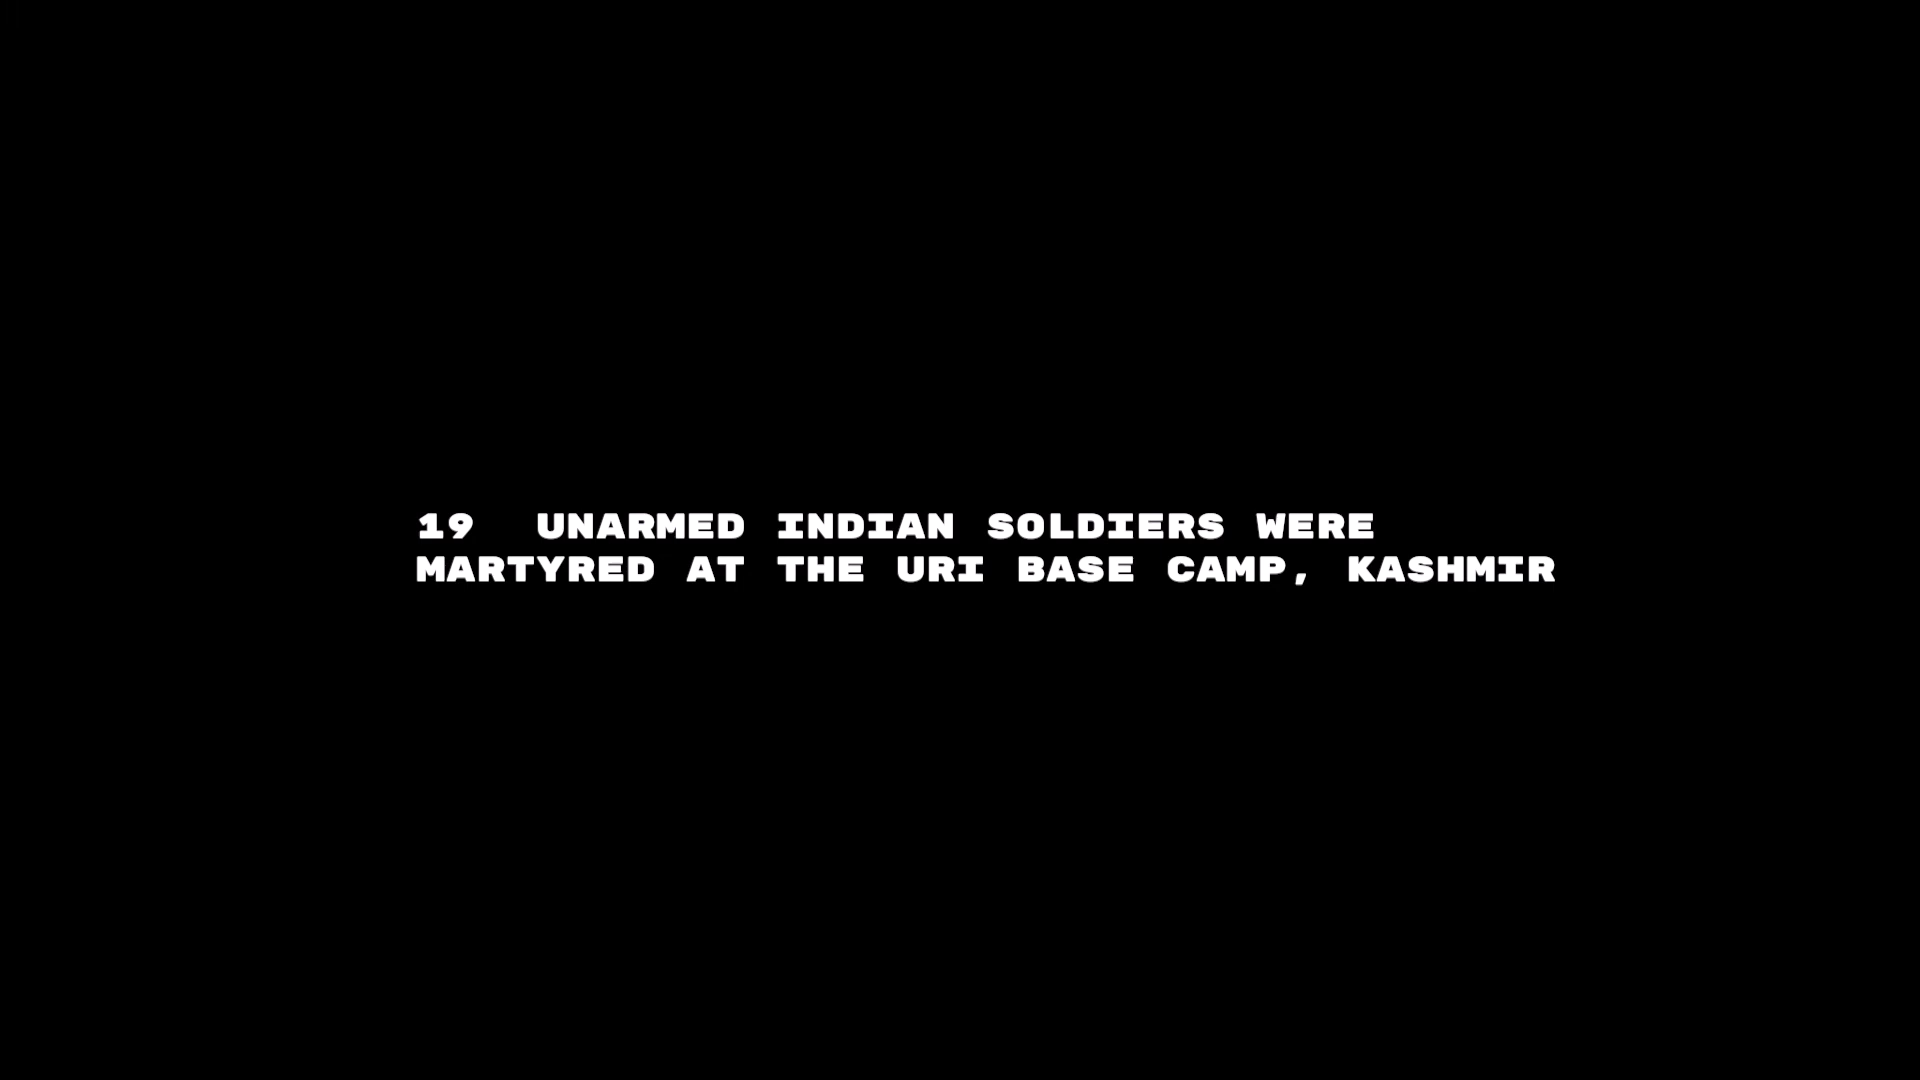 19  UNARMED INDIAN SOLDIERS WERE
MARTYRED AT THE URI BASE CAMP, KASHMIR